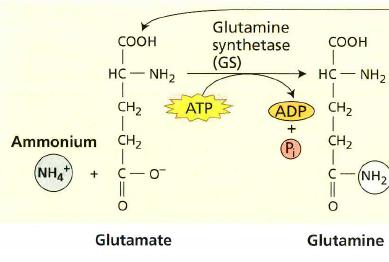 Glutamine
synthetase
(GS)
COOH
HC — NH2
CH2
CH2
C — O⁻
O
Ammonium
NH4⁺
+
ATP
ADP
+
Pi
COOH
HC — NH2
CH2
CH2
C — NH2
O
Glutamate
Glutamine